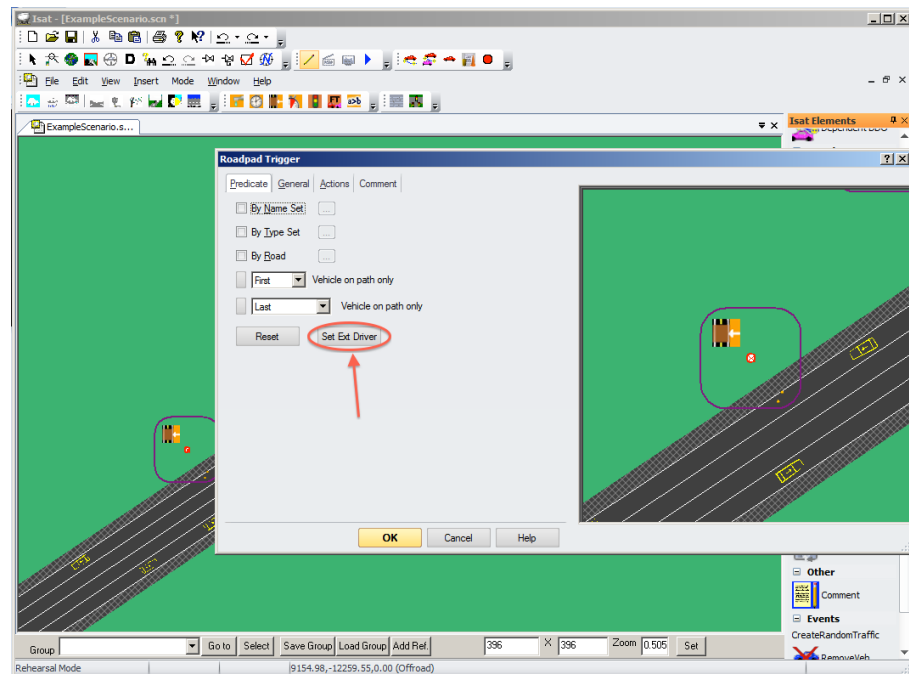 Isat - [ExampleScenario.scn *]
File Edit View Insert Mode Window Help
a>b
ExampleScenario.s...
Isat Elements
Roadpad Trigger
Predicate General Actions Comment
By Name Set ...
By Type Set ...
By Road ...
First Vehicle on path only
Last Vehicle on path only
Reset Set Ext Driver
OK Cancel Help
Other
Comment
Events
CreateRandomTraffic
RemoveVeh
Group Go to Select Save Group Load Group Add Ref. 396 X 396 Zoom 0.505 Set
Rehearsal Mode 9154.98,-12259.55,0.00 (Offroad)